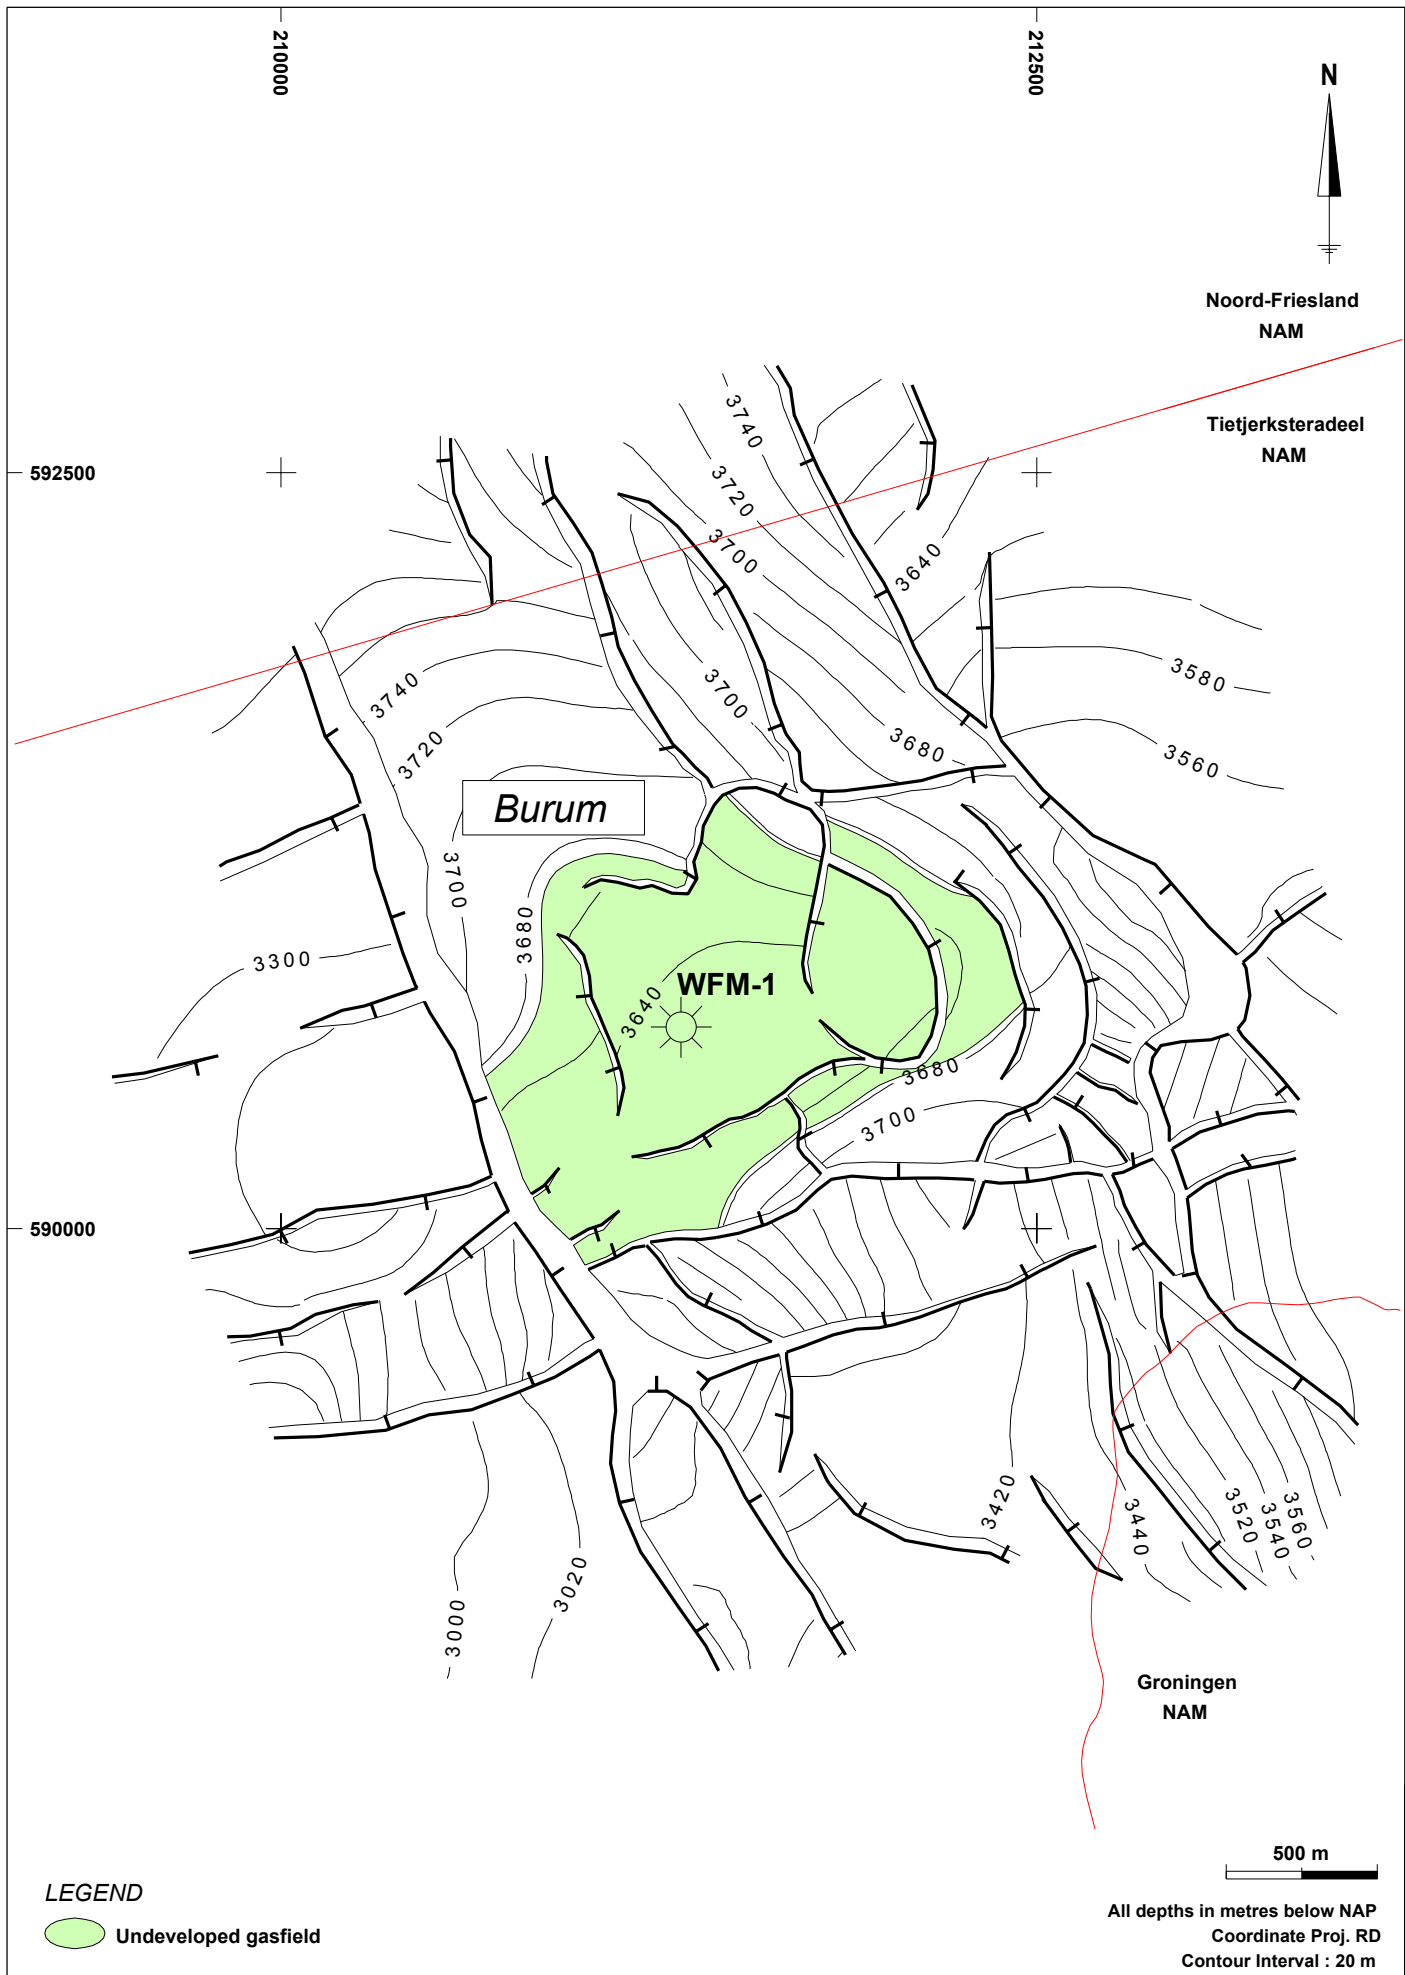 210000
212500
N
Noord-Friesland
NAM
Tietjerksteradeel
NAM
592500
3740
3720
3700
3640
3580
3560
3740
3720
3700
3680
Burum
3700
3680
3300
WFM-1
3640
3680
3700
590000
3420
3440
3520
3540
3560
3000
3020
Groningen
NAM
500 m
LEGEND
Undeveloped gasfield
All depths in metres below NAP
Coordinate Proj. RD
Contour Interval : 20 m